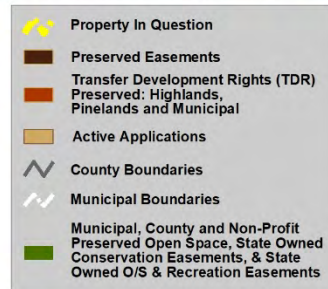 Property In Question
Preserved Easements
Transfer Development Rights (TDR)
Preserved: Highlands,
Pinelands and Municipal
Active Applications
County Boundaries
Municipal Boundaries
Municipal, County and Non-Profit
Preserved Open Space, State Owned
Conservation Easements, & State
Owned O/S & Recreation Easements